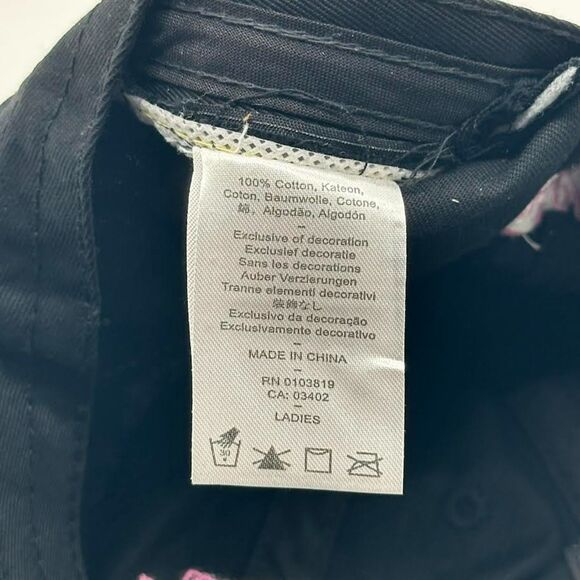 100% Cotton, Kateon,
Coton, Baumwolle, Cotone,
綿, Algodão, Algodón
–
Exclusive of decoration
Exclusief decoratie
Sans les decorations
Auber Verzierungen
Tranne elementi decorativi
装飾なし
Exclusivo da decoração
Exclusivamente decorativo
–
MADE IN CHINA
–
RN 0103819
CA: 03402
–
LADIES
30